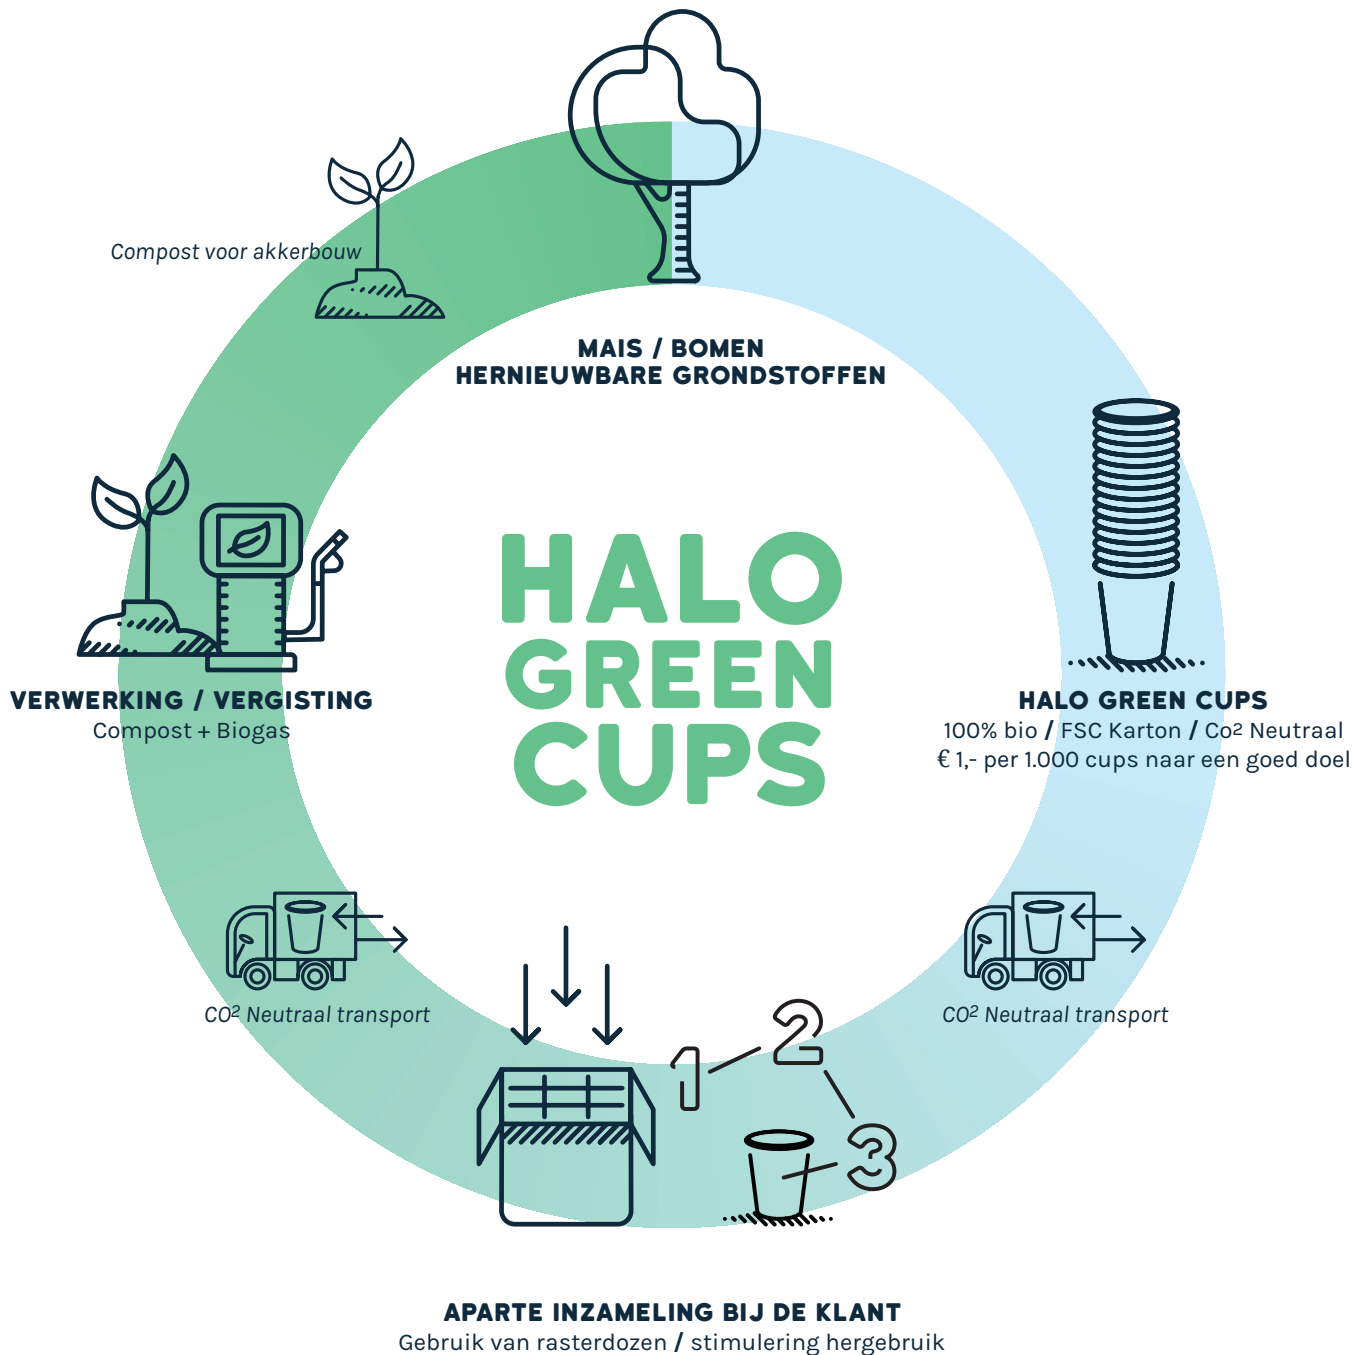 Compost voor akkerbouw
MAIS / BOMEN
HERNIEUWBARE GRONDSTOFFEN
HALO
GREEN
CUPS
VERWERKING / VERGISTING
Compost + Biogas
HALO GREEN CUPS
100% bio / FSC Karton / Co² Neutraal
€ 1,- per 1.000 cups naar een goed doel
CO² Neutraal transport
CO² Neutraal transport
1
2
3
APARTE INZAMELING BIJ DE KLANT
Gebruik van rasterdozen / stimulering hergebruik